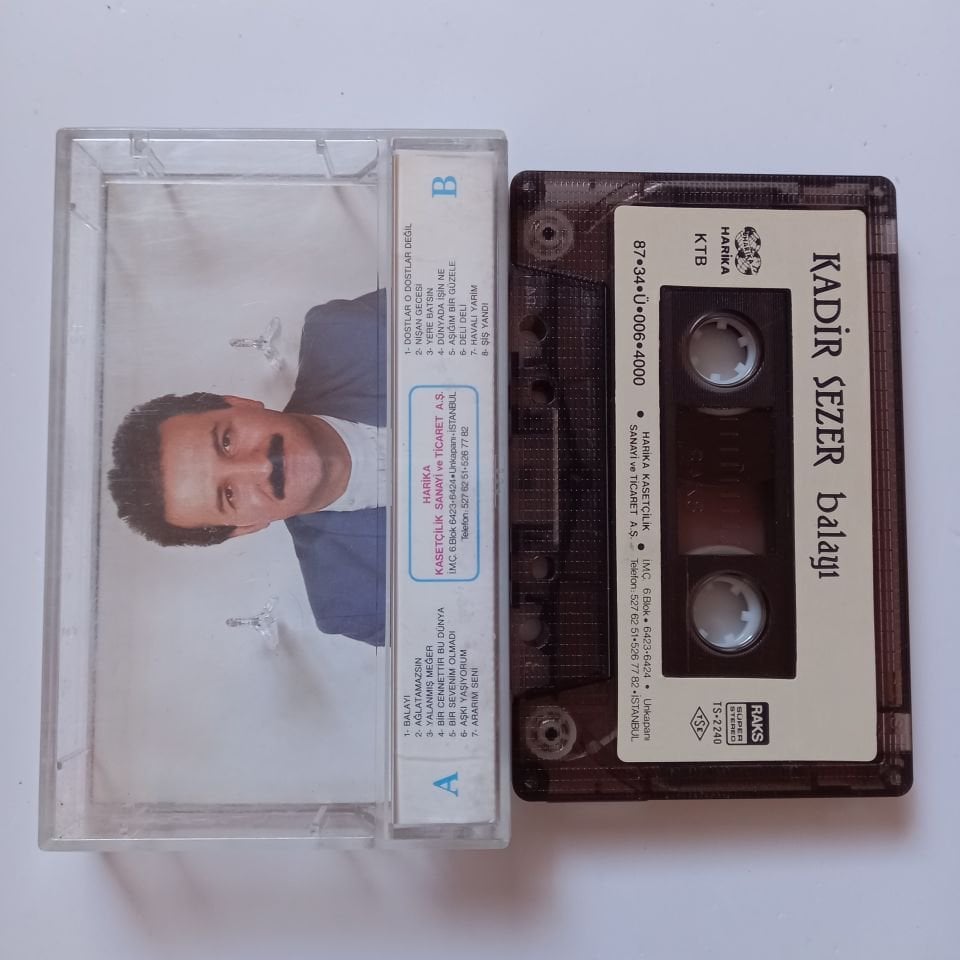 A
1- BALAYI
2- AĞLATAMAZSIN
3- YALANMIŞ MEĞER
4- BİR CENNETTİR BU DÜNYA
5- BİR SEVENİM OLMADI
6- AŞKI YAŞIYORUM
7- ARARIM SENİ
HARİKA
KASETÇİLİK SANAYİ ve TİCARET A.Ş.
İ.M.Ç. 6.Blok 6423•6424•Unkapanı•İSTANBUL
Telefon: 527 62 51•526 77 82
B
1- DOSTLAR O DOSTLAR DEĞİL
2- NİŞAN GECESİ
3- YERE BATSIN
4- DÜNYADA İŞİN NE
5- AŞIĞIM BİR GÜZELE
6- DELİ DELİ
7- HAVALI YARİM
8- ŞİŞ YANDI
KADİR SEZER balayı
HARİKA
HARİKA
KTB
87•34•Ü•006•4000
• HARİKA KASETÇİLİK •
SANAYİ ve TİCARET A.Ş.
İ.M.Ç. 6.Blok • 6423•6424 • Unkapanı
Telefon: 527 62 51•526 77 82•İSTANBUL
RAKS
SÜPER
STEREO
TS•2240
TSE